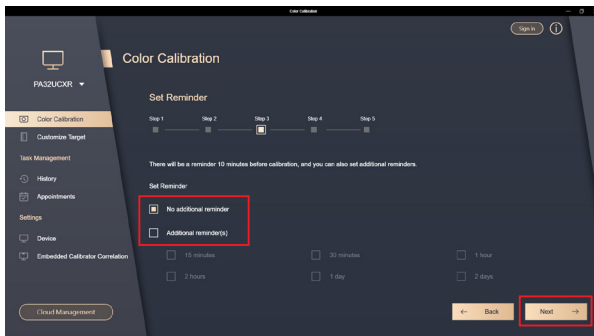 Color Calibration
Sign in
Color Calibration
PA32UCXR
Set Reminder
Step 1 Step 2 Step 3 Step 4 Step 5
Color Calibration
Customize Target
Task Management
There will be a reminder 10 minutes before calibration, and you can also set additional reminders.
History
Set Reminder
Appointments
No additional reminder
Settings
Additional reminder(s)
Device
Embedded Calibrator Correlation
15 minutes 30 minutes 1 hour
2 hours 1 day 2 days
Cloud Management
← Back
Next →